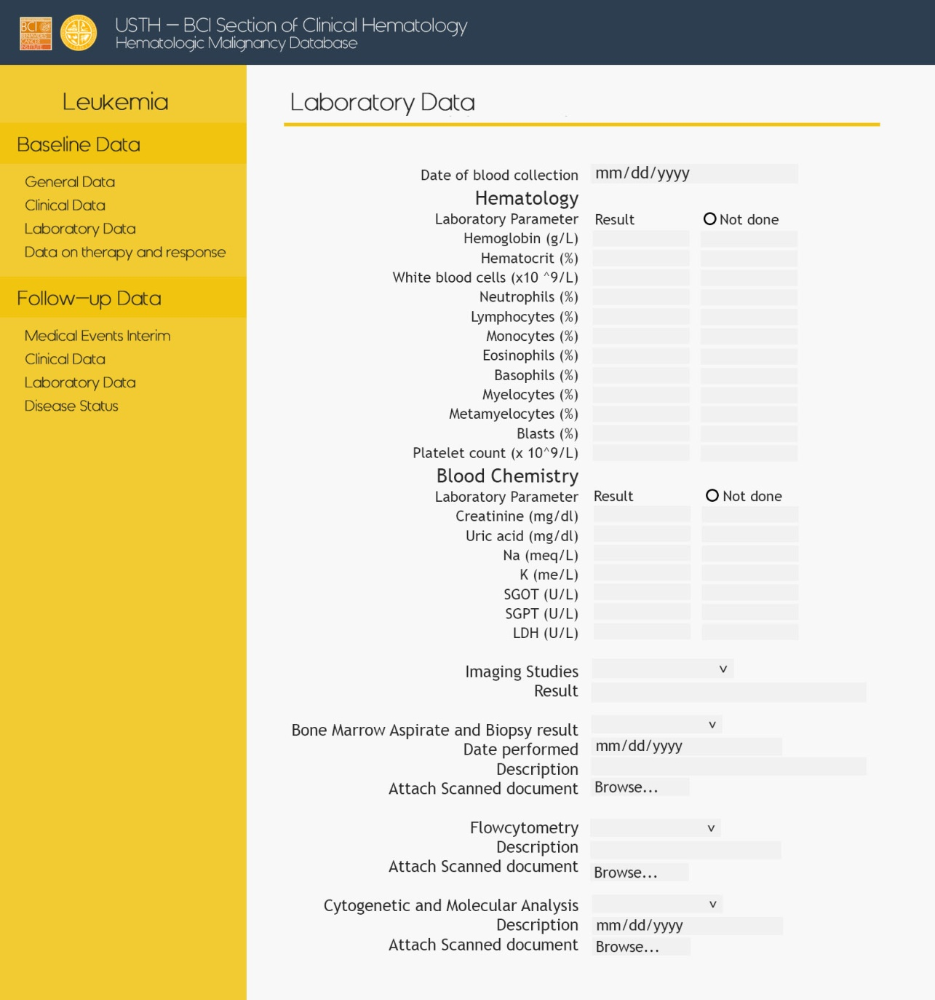 BCI
BENAVIDES
CANCER
INSTITUTE
USTH – BCI Section of Clinical Hematology
Hematologic Malignancy Database
Leukemia
Baseline Data
General Data
Clinical Data
Laboratory Data
Data on therapy and response
Follow-up Data
Medical Events Interim
Clinical Data
Laboratory Data
Disease Status
Laboratory Data
Date of blood collection mm/dd/yyyy
Hematology
Laboratory Parameter Result Not done
Hemoglobin (g/L)
Hematocrit (%)
White blood cells (x10 ^9/L)
Neutrophils (%)
Lymphocytes (%)
Monocytes (%)
Eosinophils (%)
Basophils (%)
Myelocytes (%)
Metamyelocytes (%)
Blasts (%)
Platelet count (x 10^9/L)
Blood Chemistry
Laboratory Parameter Result Not done
Creatinine (mg/dl)
Uric acid (mg/dl)
Na (meq/L)
K (me/L)
SGOT (U/L)
SGPT (U/L)
LDH (U/L)
Imaging Studies v
Result
Bone Marrow Aspirate and Biopsy result v
Date performed mm/dd/yyyy
Description
Attach Scanned document Browse...
Flowcytometry v
Description
Attach Scanned document Browse...
Cytogenetic and Molecular Analysis v
Description mm/dd/yyyy
Attach Scanned document Browse...